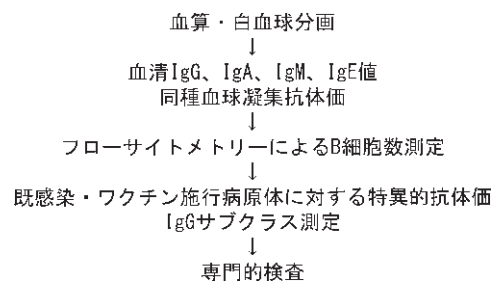 血算・白血球分画
↓
血清IgG、IgA、IgM、IgE値
同種血球凝集抗体価
↓
フローサイトメトリーによるB細胞数測定
↓
既感染・ワクチン施行病原体に対する特異的抗体価
IgGサブクラス測定
↓
専門的検査